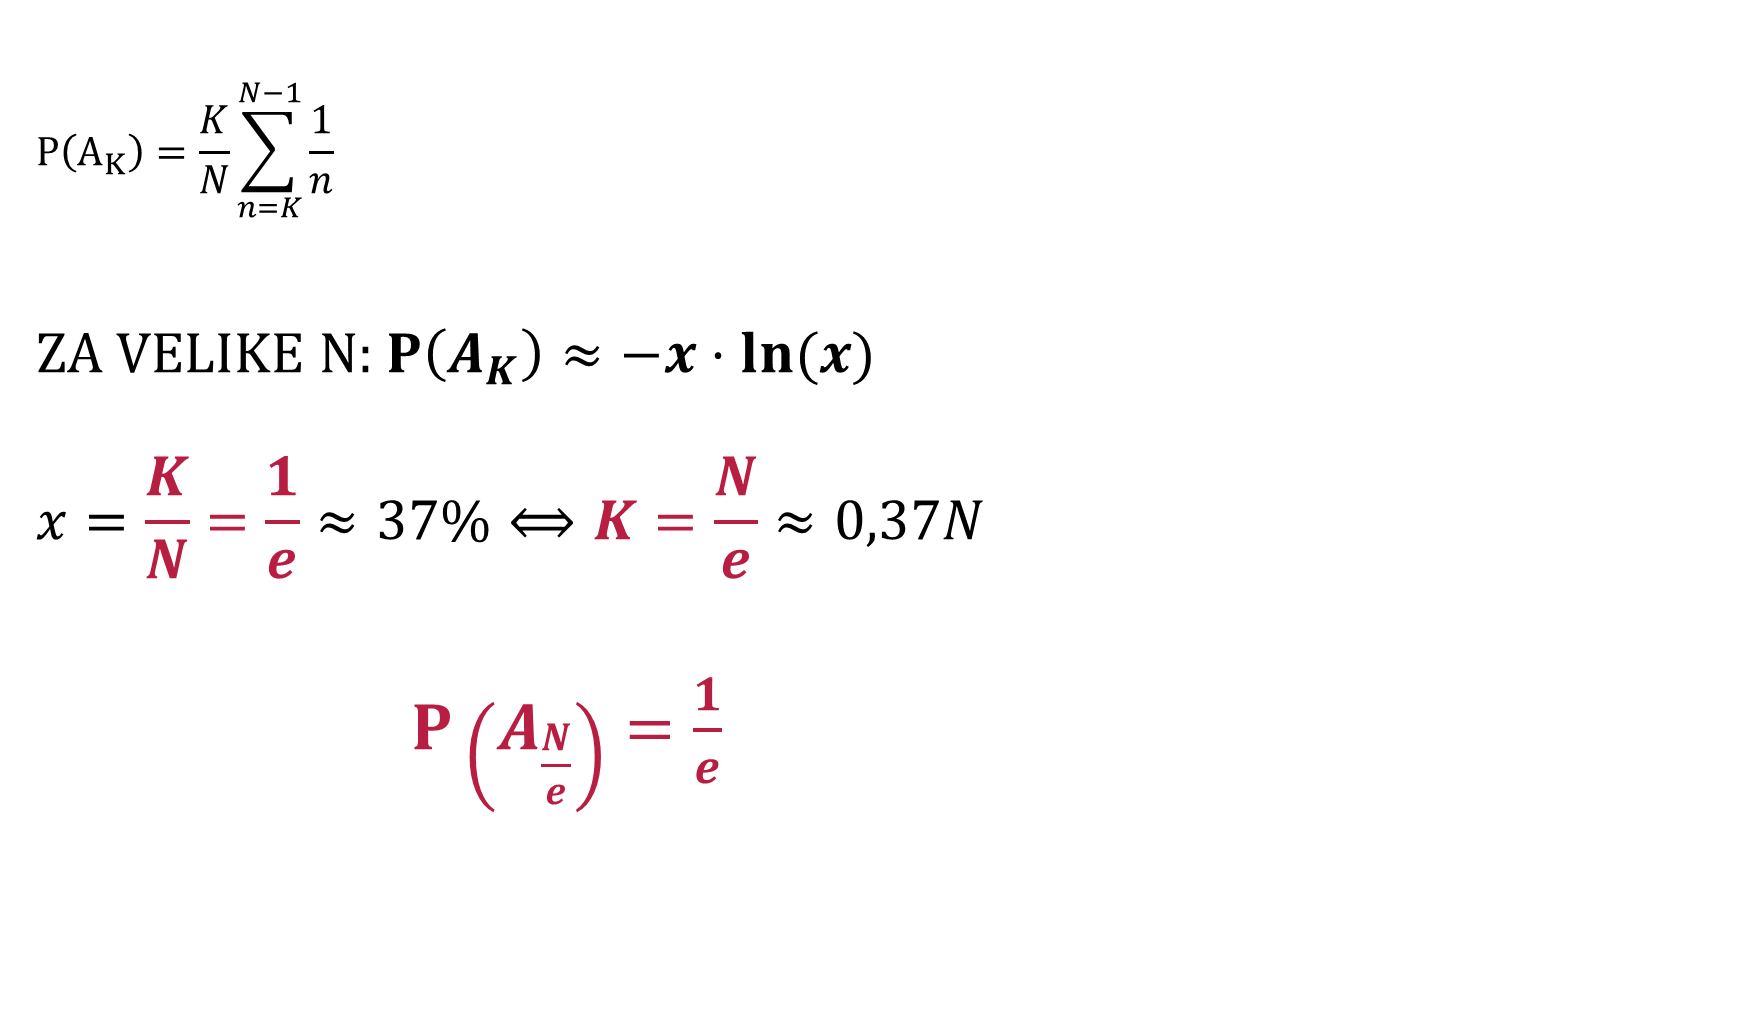 P(A_K) = K/N ∑_{n=K}^{N−1} 1/n
ZA VELIKE N: P(A_K) ≈ −x · ln(x)
x = K/N = 1/e ≈ 37% ⟺ K = N/e ≈ 0,37N
P(A_{N/e}) = 1/e